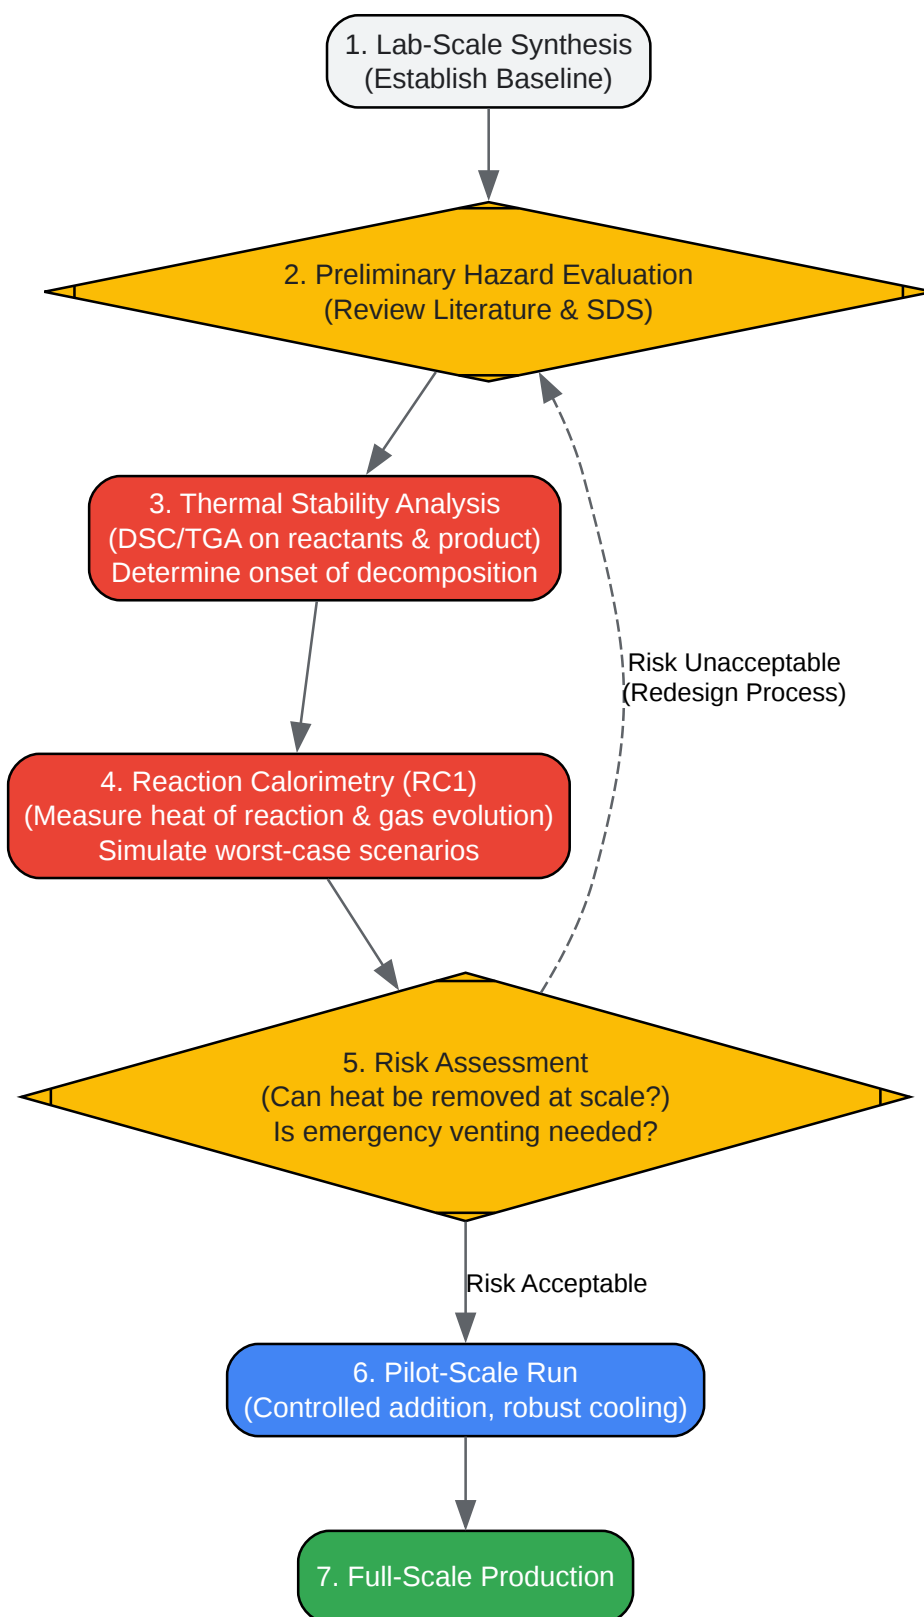 1. Lab-Scale Synthesis
(Establish Baseline)
2. Preliminary Hazard Evaluation
(Review Literature & SDS)
3. Thermal Stability Analysis
(DSC/TGA on reactants & product)
Determine onset of decomposition
Risk Unacceptable
(Redesign Process)
4. Reaction Calorimetry (RC1)
(Measure heat of reaction & gas evolution)
Simulate worst-case scenarios
5. Risk Assessment
(Can heat be removed at scale?)
Is emergency venting needed?
Risk Acceptable
6. Pilot-Scale Run
(Controlled addition, robust cooling)
7. Full-Scale Production